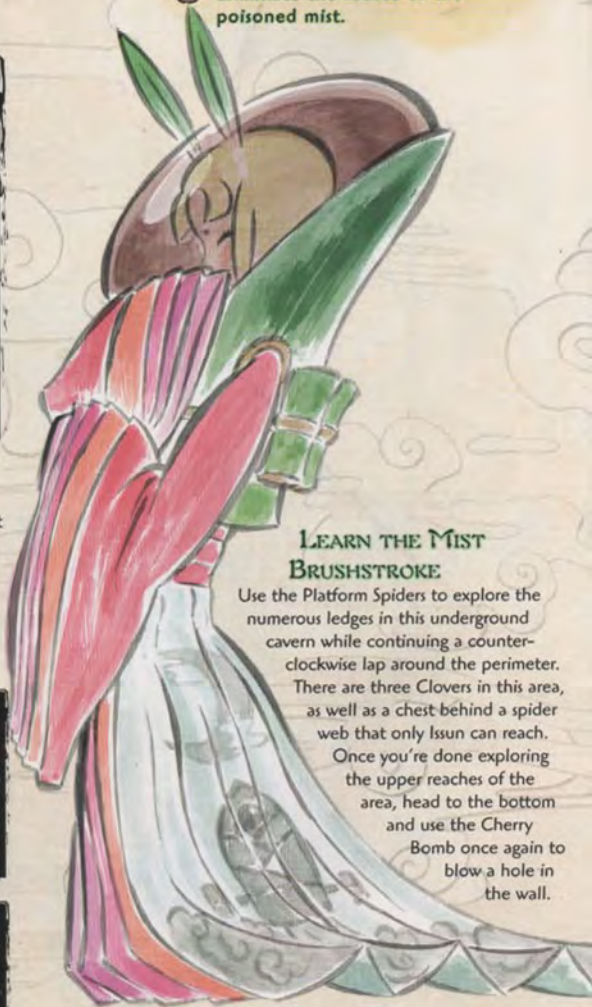 poisoned mist.
LEARN THE MIST
BRUSHSTROKE
Use the Platform Spiders to explore the
numerous ledges in this underground
cavern while continuing a counter-
clockwise lap around the perimeter.
There are three Clovers in this area,
as well as a chest behind a spider
web that only Issun can reach.
Once you're done exploring
the upper reaches of the
area, head to the bottom
and use the Cherry
Bomb once again to
blow a hole in
the wall.